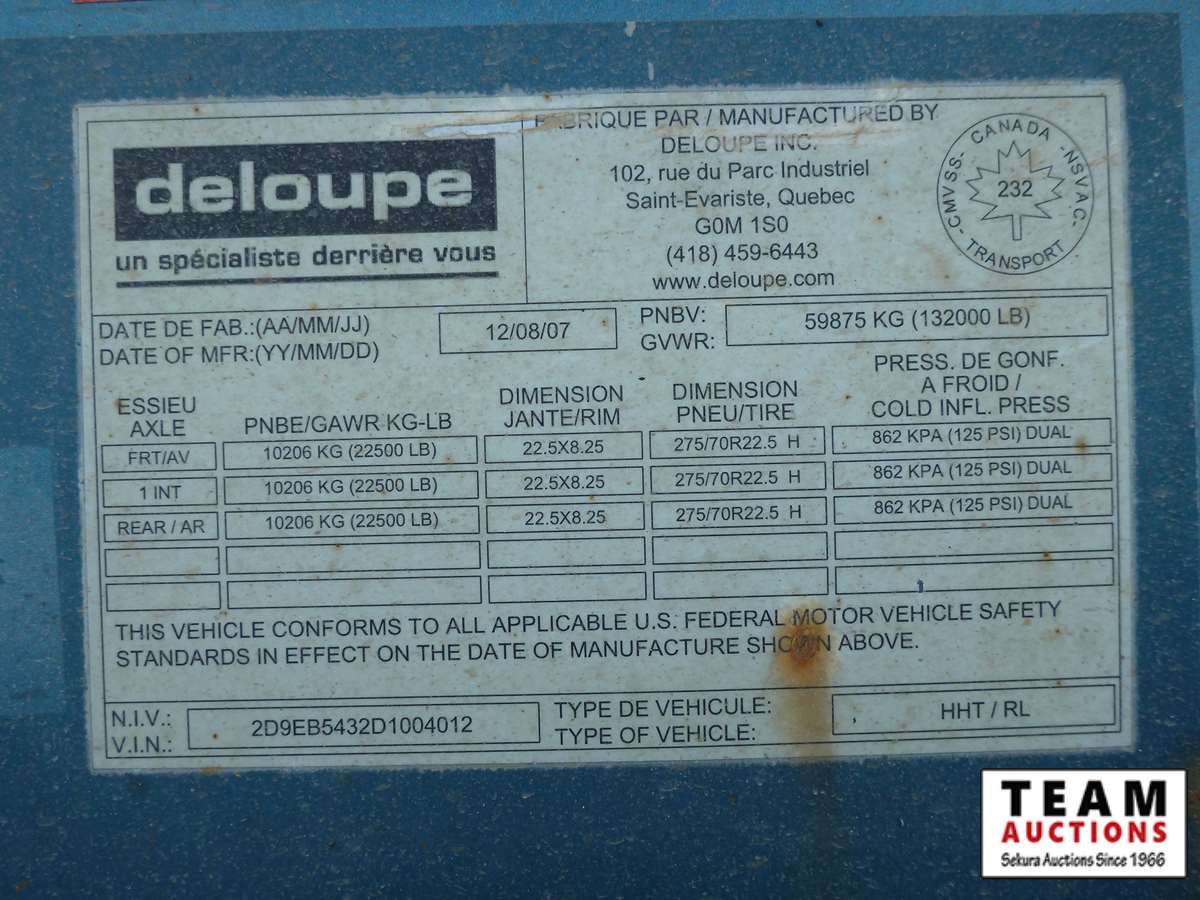 deloupe
un spécialiste derrière vous
FABRIQUE PAR / MANUFACTURED BY
DELOUPE INC.
102, rue du Parc Industriel
Saint-Evariste, Quebec
G0M 1S0
(418) 459-6443
www.deloupe.com
CANADA
-CMVSS- -NSVAC-
232
TRANSPORT
DATE DE FAB.:(AA/MM/JJ)
DATE OF MFR:(YY/MM/DD)
12/08/07
PNBV:
GVWR:
59875 KG (132000 LB)
ESSIEU
AXLE
PNBE/GAWR KG-LB
DIMENSION
JANTE/RIM
DIMENSION
PNEU/TIRE
PRESS. DE GONF.
A FROID /
COLD INFL. PRESS
FRT/AV 10206 KG (22500 LB) 22.5X8.25 275/70R22.5 H 862 KPA (125 PSI) DUAL
1 INT 10206 KG (22500 LB) 22.5X8.25 275/70R22.5 H 862 KPA (125 PSI) DUAL
REAR / AR 10206 KG (22500 LB) 22.5X8.25 275/70R22.5 H 862 KPA (125 PSI) DUAL
THIS VEHICLE CONFORMS TO ALL APPLICABLE U.S. FEDERAL MOTOR VEHICLE SAFETY
STANDARDS IN EFFECT ON THE DATE OF MANUFACTURE SHOWN ABOVE.
N.I.V.:
V.I.N.:
2D9EB5432D1004012
TYPE DE VEHICULE:
TYPE OF VEHICLE:
HHT / RL
TEAM
AUCTIONS
Sekura Auctions Since 1966